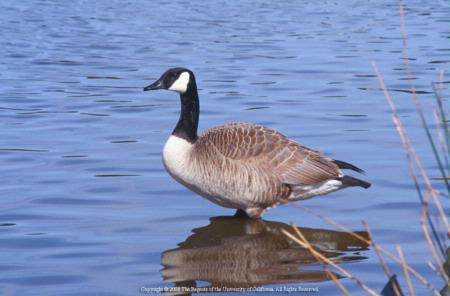 Copyright © 2008 The Regents of the University of California. All Rights Reserved.